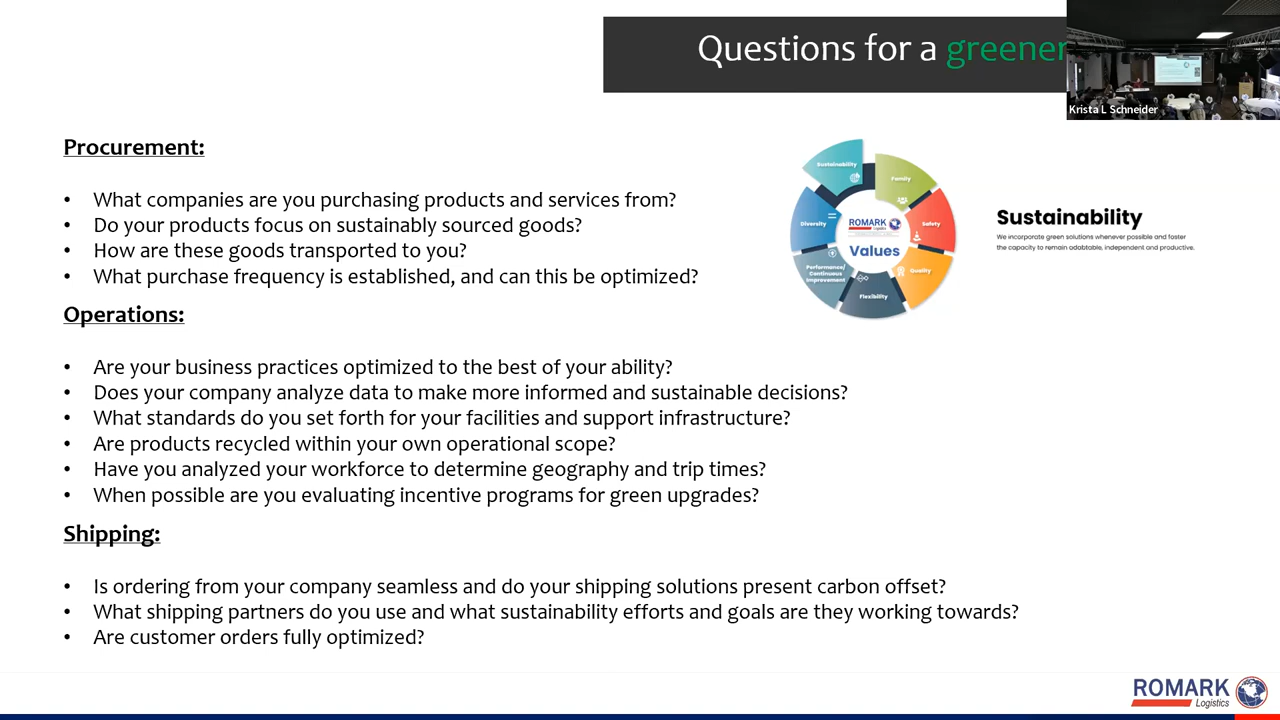 Questions for a greener
Krista L Schneider
Procurement:
• What companies are you purchasing products and services from?
• Do your products focus on sustainably sourced goods?
• How are these goods transported to you?
• What purchase frequency is established, and can this be optimized?
Sustainability
Family
Diversity
Safety
ROMARK
Logistics
Values
Performance/
Continuous
Improvement
Quality
Flexibility
Sustainability
We incorporate green solutions whenever possible and foster
the capacity to remain adabtable, independent and productive.
Operations:
• Are your business practices optimized to the best of your ability?
• Does your company analyze data to make more informed and sustainable decisions?
• What standards do you set forth for your facilities and support infrastructure?
• Are products recycled within your own operational scope?
• Have you analyzed your workforce to determine geography and trip times?
• When possible are you evaluating incentive programs for green upgrades?
Shipping:
• Is ordering from your company seamless and do your shipping solutions present carbon offset?
• What shipping partners do you use and what sustainability efforts and goals are they working towards?
• Are customer orders fully optimized?
ROMARK
Logistics